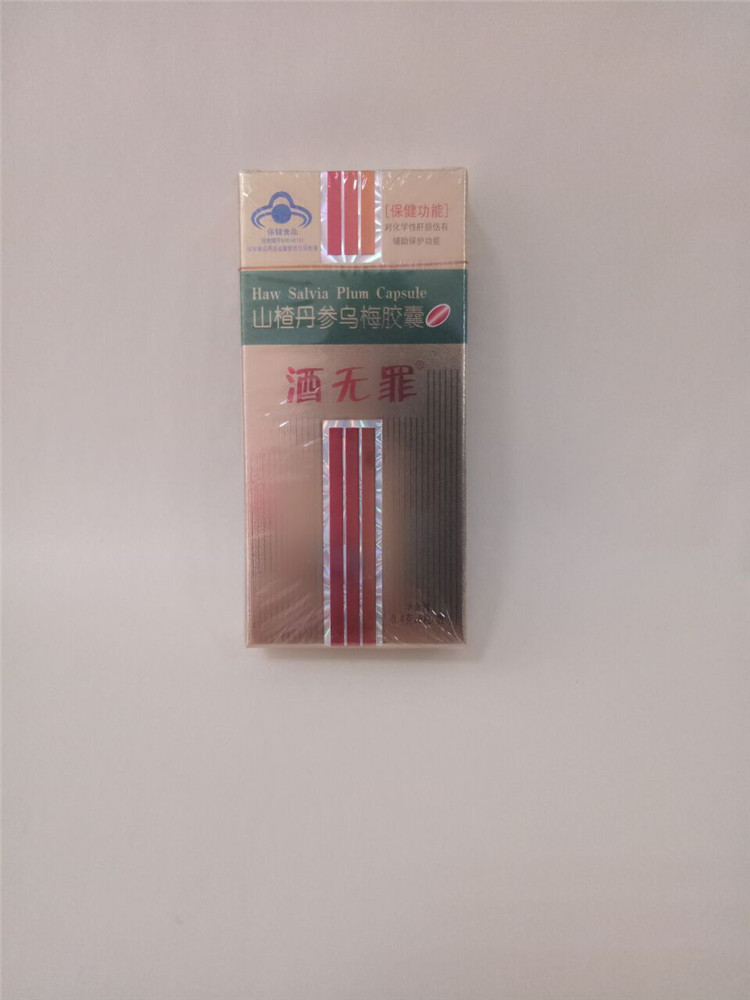 保健食品
[保健功能]
对化学性肝损伤有
辅助保护功能
Haw Salvia Plum Capsule
山楂丹参乌梅胶囊
酒无罪